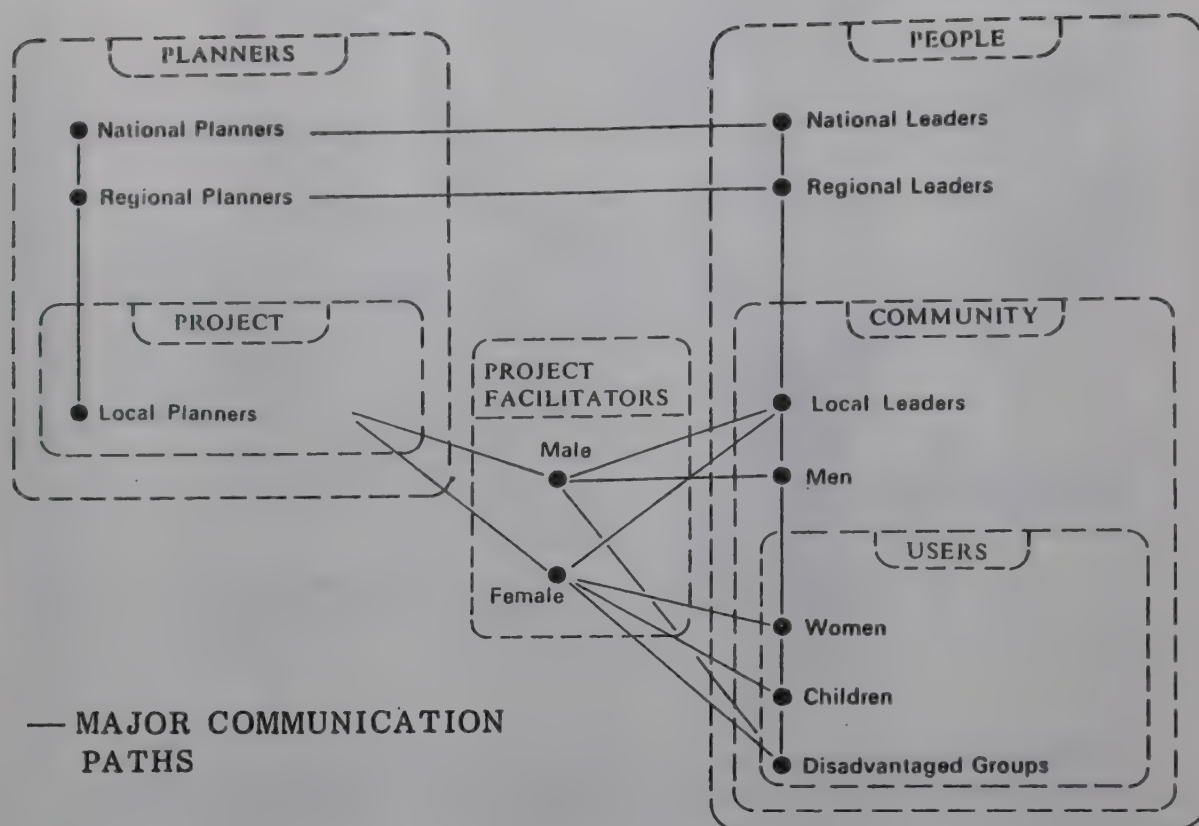 PLANNERS
National Planners
Regional Planners
PROJECT
Local Planners
PROJECT
FACILITATORS
Male
Female
PEOPLE
National Leaders
Regional Leaders
COMMUNITY
Local Leaders
Men
USERS
Women
Children
Disadvantaged Groups
— MAJOR COMMUNICATION
PATHS